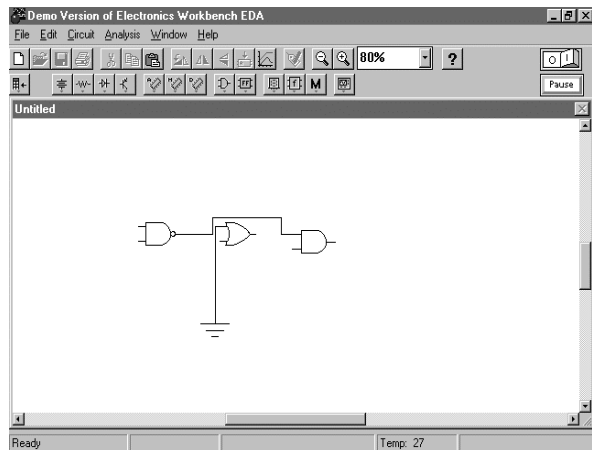 Demo Version of Electronics Workbench EDA
File Edit Circuit Analysis Window Help
80%
?
O I
M
Pause
Untitled
Ready
Temp: 27